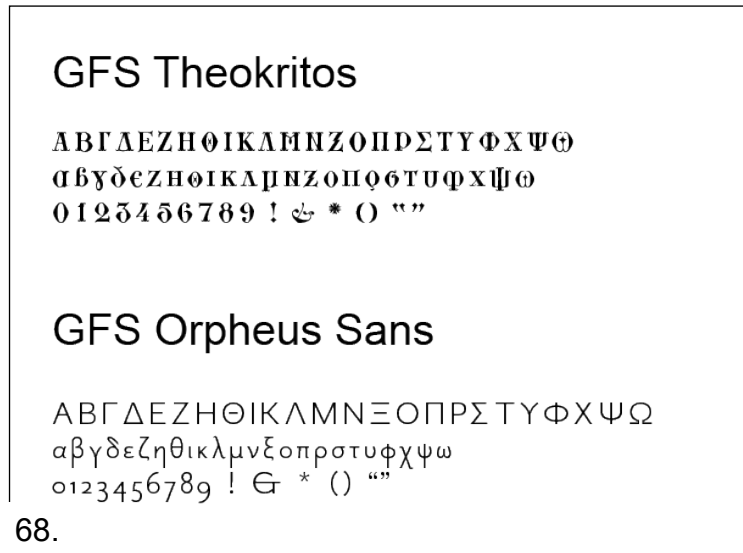 GFS Theokritos
ΑΒΓΔΕΖΗΘΙΚΛΜΝΞΟΠΡΣΤΥΦΧΨΩ
αβγδεζηθικλμνξοπρστυφχψω
0123456789 ! & * () “”
GFS Orpheus Sans
ΑΒΓΔΕΖΗΘΙΚΛΜΝΞΟΠΡΣΤΥΦΧΨΩ
αβγδεζηθικλμνξοπρστυφχψω
0123456789 ! & * () “”
68.